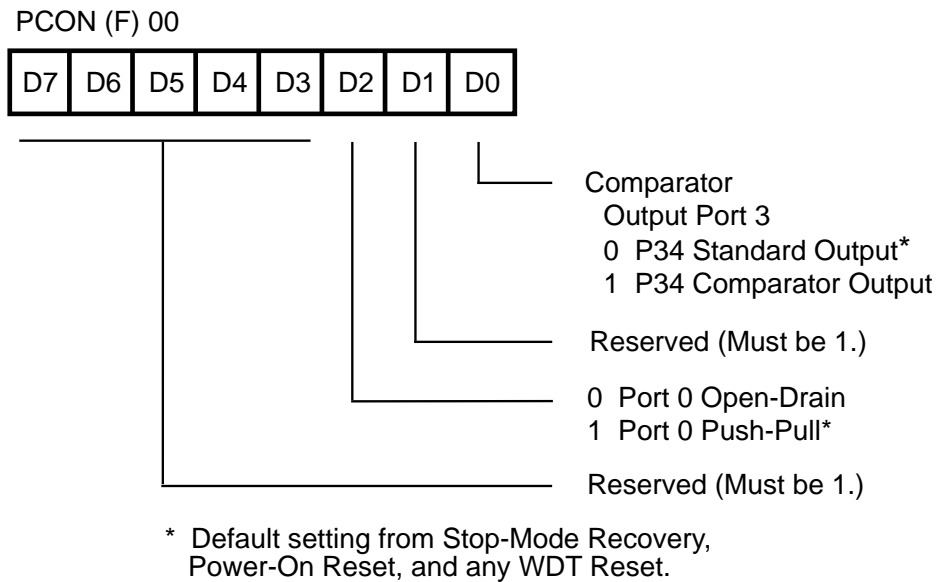 PCON (F) 00
D7 D6 D5 D4 D3 D2 D1 D0
Comparator
Output Port 3
0 P34 Standard Output*
1 P34 Comparator Output
Reserved (Must be 1.)
0 Port 0 Open-Drain
1 Port 0 Push-Pull*
Reserved (Must be 1.)
* Default setting from Stop-Mode Recovery,
Power-On Reset, and any WDT Reset.